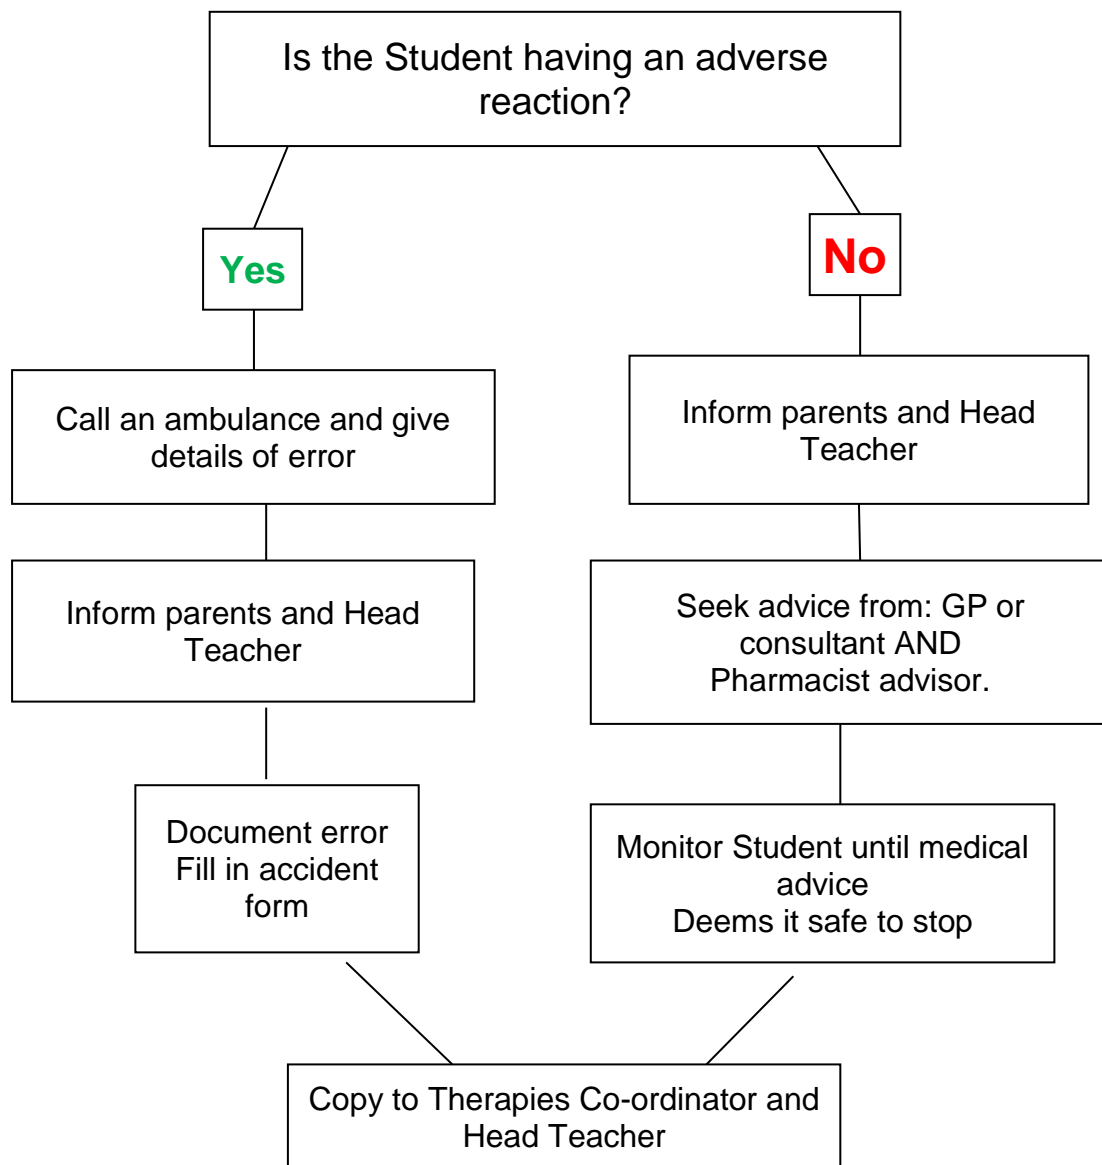 Is the Student having an adverse
reaction?
Yes
No
Call an ambulance and give
details of error
Inform parents and Head
Teacher
Inform parents and Head
Teacher
Seek advice from: GP or
consultant AND
Pharmacist advisor.
Document error
Fill in accident
form
Monitor Student until medical
advice
Deems it safe to stop
Copy to Therapies Co-ordinator and
Head Teacher